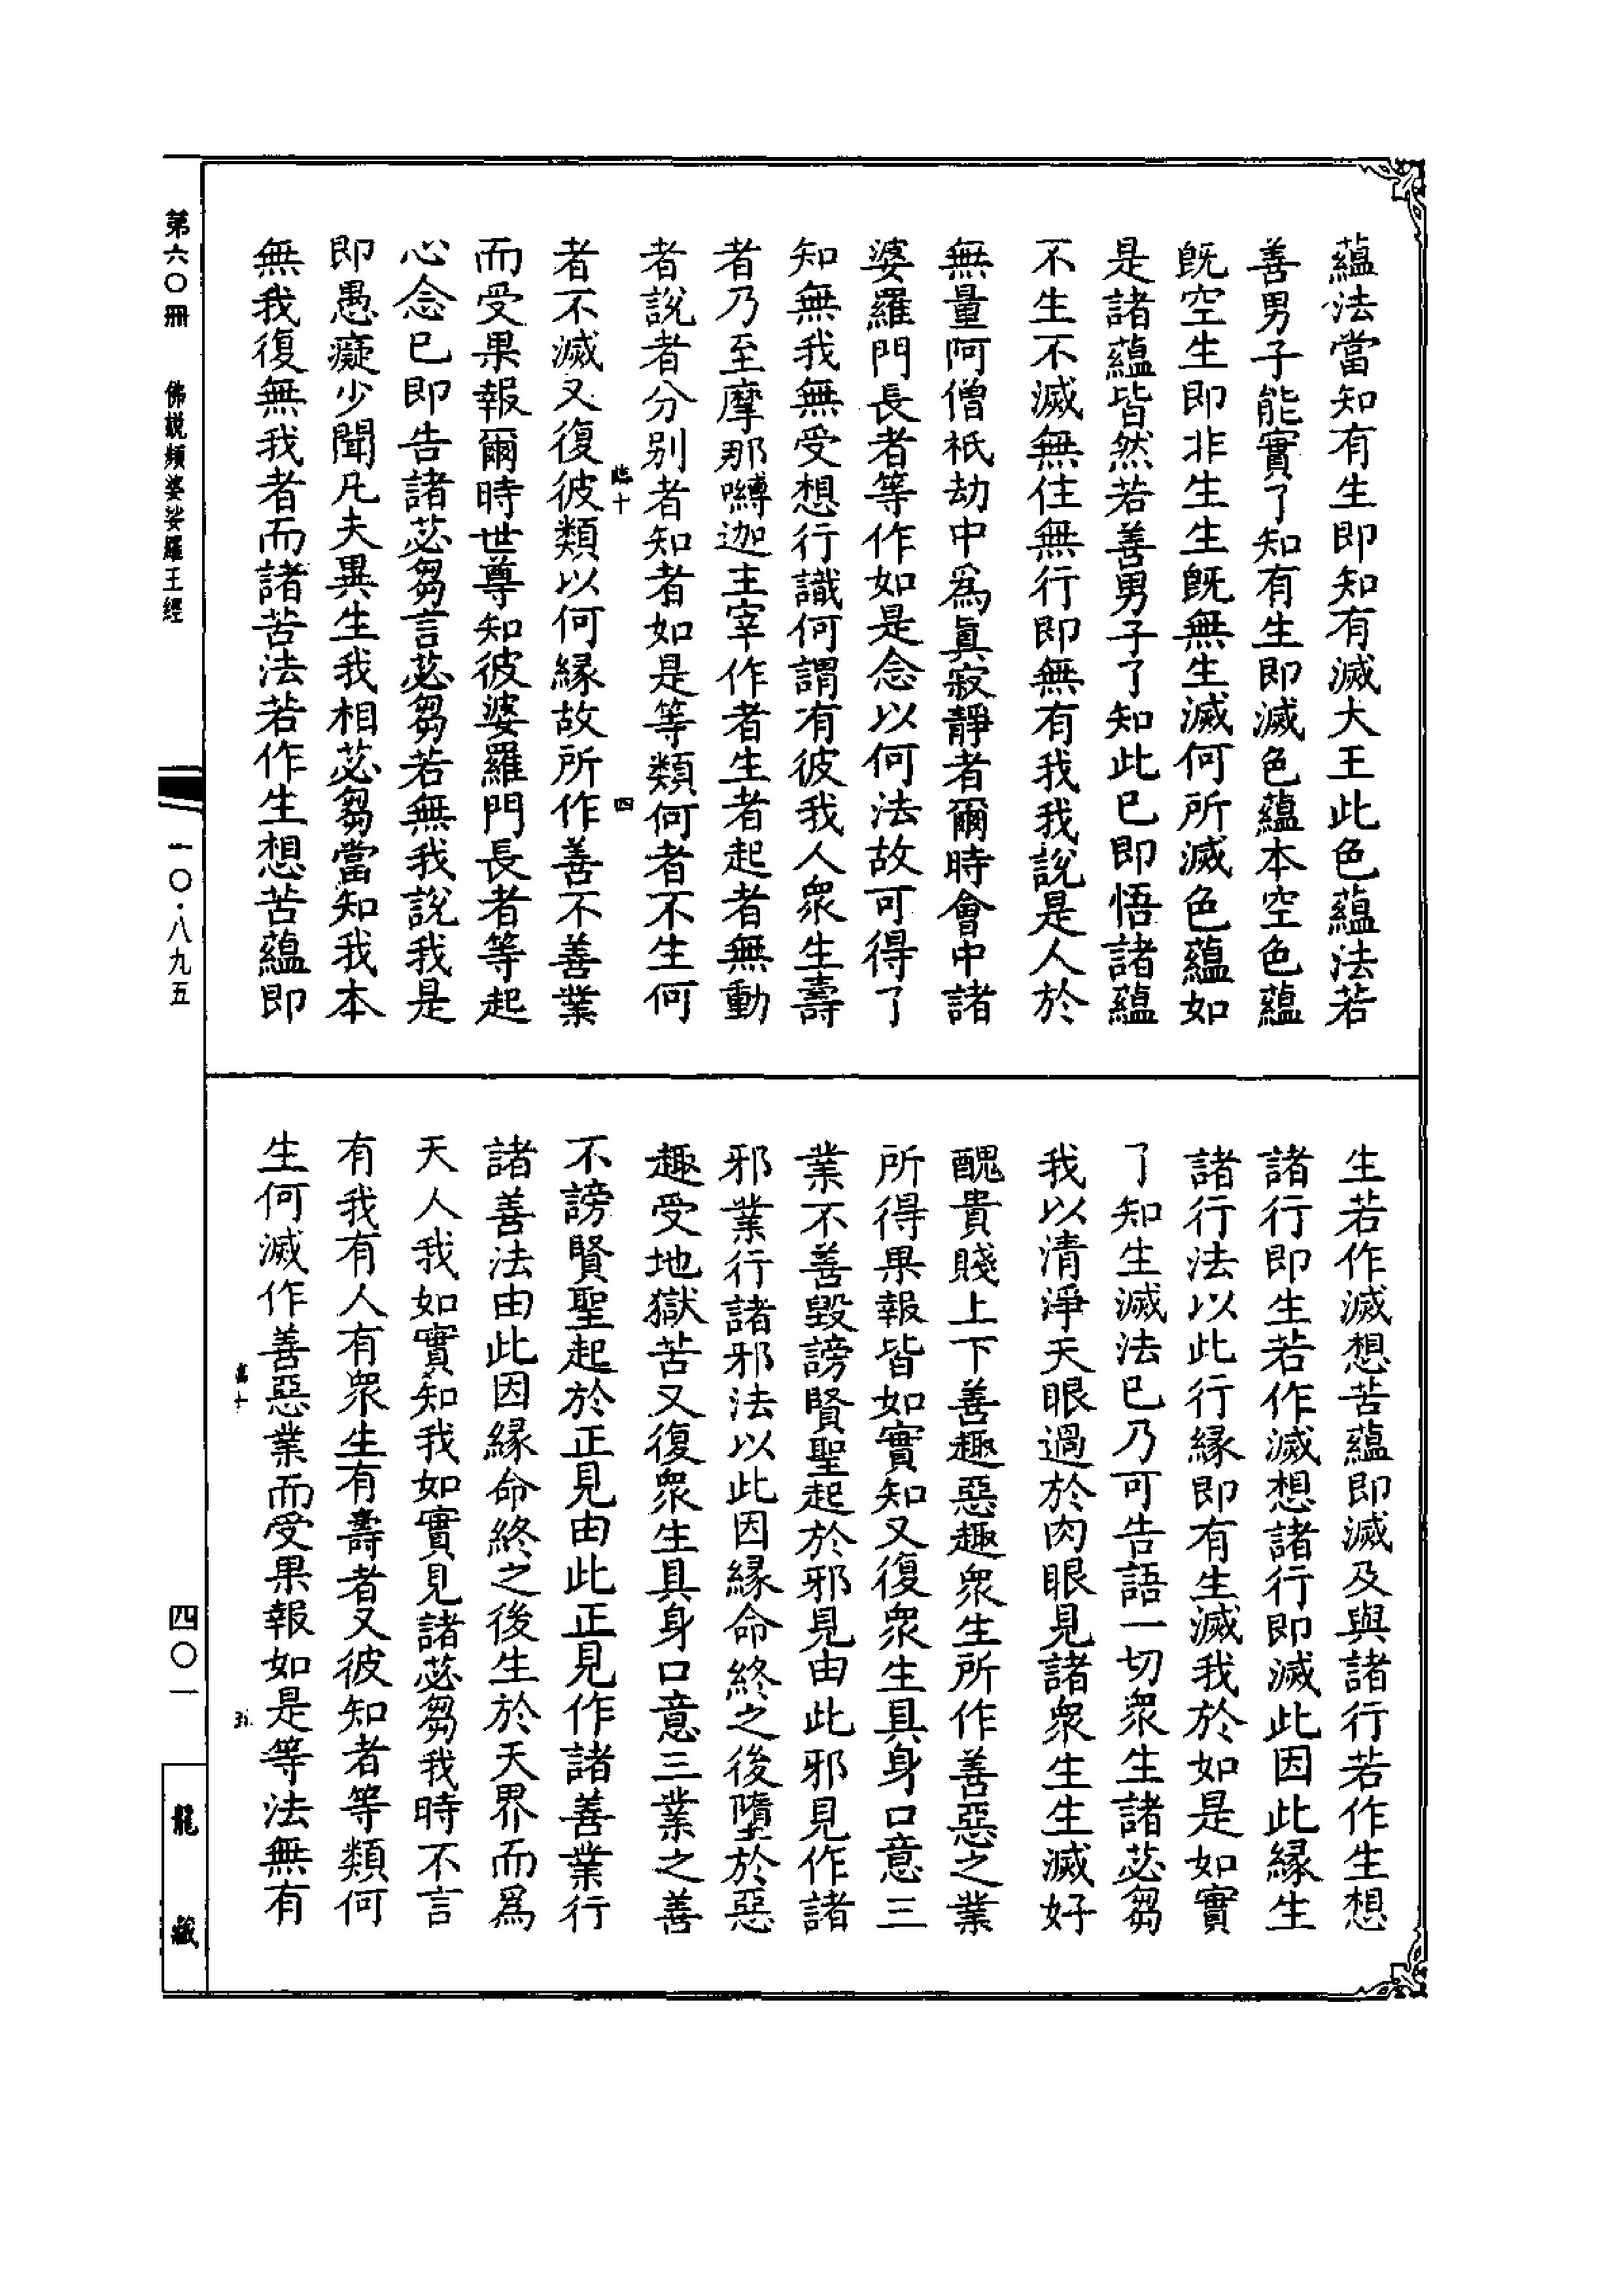 蘊法當知有生即知有滅大王此色蘊法若
善男子能實了知有生即滅色蘊本空色蘊
既空生即非生生既無生滅何所滅色蘊如
是諸蘊皆然若善男子了知此已即悟諸蘊
不生不滅無住無行即無有我我說是人於
無量阿僧祇劫中爲眞寂靜者爾時會中諸
婆羅門長者等作如是念以何法故可得了
知無我無受想行識何謂有彼我人衆生壽
者乃至摩那嚩迦主宰作者生者起者無動
者說者分別者知者如是等類何者不生何
者不滅又復彼類以何緣故所作善不善業
而受果報爾時世尊知彼婆羅門長者等起
心念已即告諸苾芻言苾芻若無我說我是
即愚癡少聞凡夫異生我相苾芻當知我本
無我復無我者而諸苦法若作生想苦蘊即
生若作滅想苦蘊即滅及與諸行若作生想
諸行即生若作滅想諸行即滅此因此緣生
諸行法以此行緣即有生滅我於如是如實
了知生滅法已乃可告語一切衆生諸苾芻
我以清淨天眼過於肉眼見諸衆生生滅好
醜貴賤上下善趣惡趣衆生所作善惡之業
所得果報皆如實知又復衆生具身口意三
業不善毀謗賢聖起於邪見由此邪見作諸
邪業行諸邪法以此因緣命終之後墮於惡
趣受地獄苦又復衆生具身口意三業之善
不謗賢聖起於正見由此正見作諸善業行
諸善法由此因緣命終之後生於天界而爲
天人我如實知我如實見諸苾芻我時不言
有我有人有衆生有壽者又彼知者等類何
生何滅作善惡業而受果報如是等法無有
第六〇冊 佛說頻婆娑羅王經
一〇·八九五
四〇一
龍藏
十
四
十